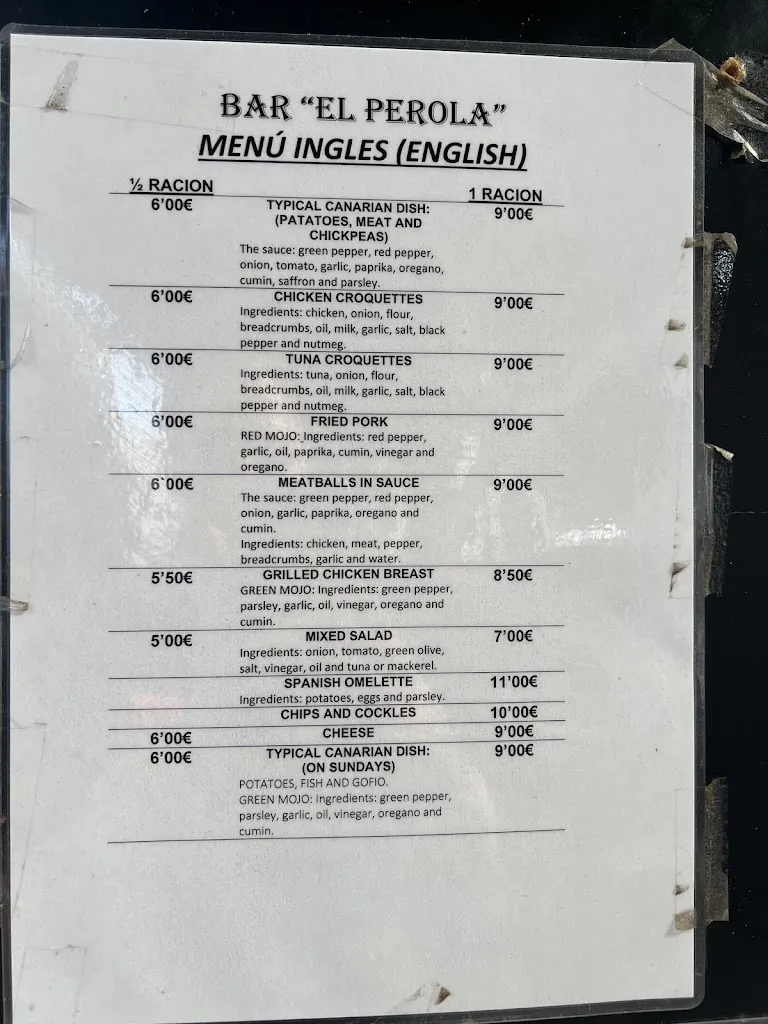 BAR "EL PEROLA"
MENÚ INGLES (ENGLISH)
½ RACION 1 RACION
6'00€ TYPICAL CANARIAN DISH: 9'00€
(PATATOES, MEAT AND
CHICKPEAS)
The sauce: green pepper, red pepper,
onion, tomato, garlic, paprika, oregano,
cumin, saffron and parsley.
6'00€ CHICKEN CROQUETTES 9'00€
Ingredients: chicken, onion, flour,
breadcrumbs, oil, milk, garlic, salt, black
pepper and nutmeg.
6'00€ TUNA CROQUETTES 9'00€
Ingredients: tuna, onion, flour,
breadcrumbs, oil, milk, garlic, salt, black
pepper and nutmeg.
6'00€ FRIED PORK 9'00€
RED MOJO: Ingredients: red pepper,
garlic, oil, paprika, cumin, vinegar and
oregano.
6`00€ MEATBALLS IN SAUCE 9'00€
The sauce: green pepper, red pepper,
onion, garlic, paprika, oregano and
cumin.
Ingredients: chicken, meat, pepper,
breadcrumbs, garlic and water.
5'50€ GRILLED CHICKEN BREAST 8'50€
GREEN MOJO: Ingredients: green pepper,
parsley, garlic, oil, vinegar, oregano and
cumin.
5'00€ MIXED SALAD 7'00€
Ingredients: onion, tomato, green olive,
salt, vinegar, oil and tuna or mackerel.
SPANISH OMELETTE 11'00€
Ingredients: potatoes, eggs and parsley.
CHIPS AND COCKLES 10'00€
6'00€ CHEESE 9'00€
6'00€ TYPICAL CANARIAN DISH: 9'00€
(ON SUNDAYS)
POTATOES, FISH AND GOFIO.
GREEN MOJO: Ingredients: green pepper,
parsley, garlic, oil, vinegar, oregano and
cumin.